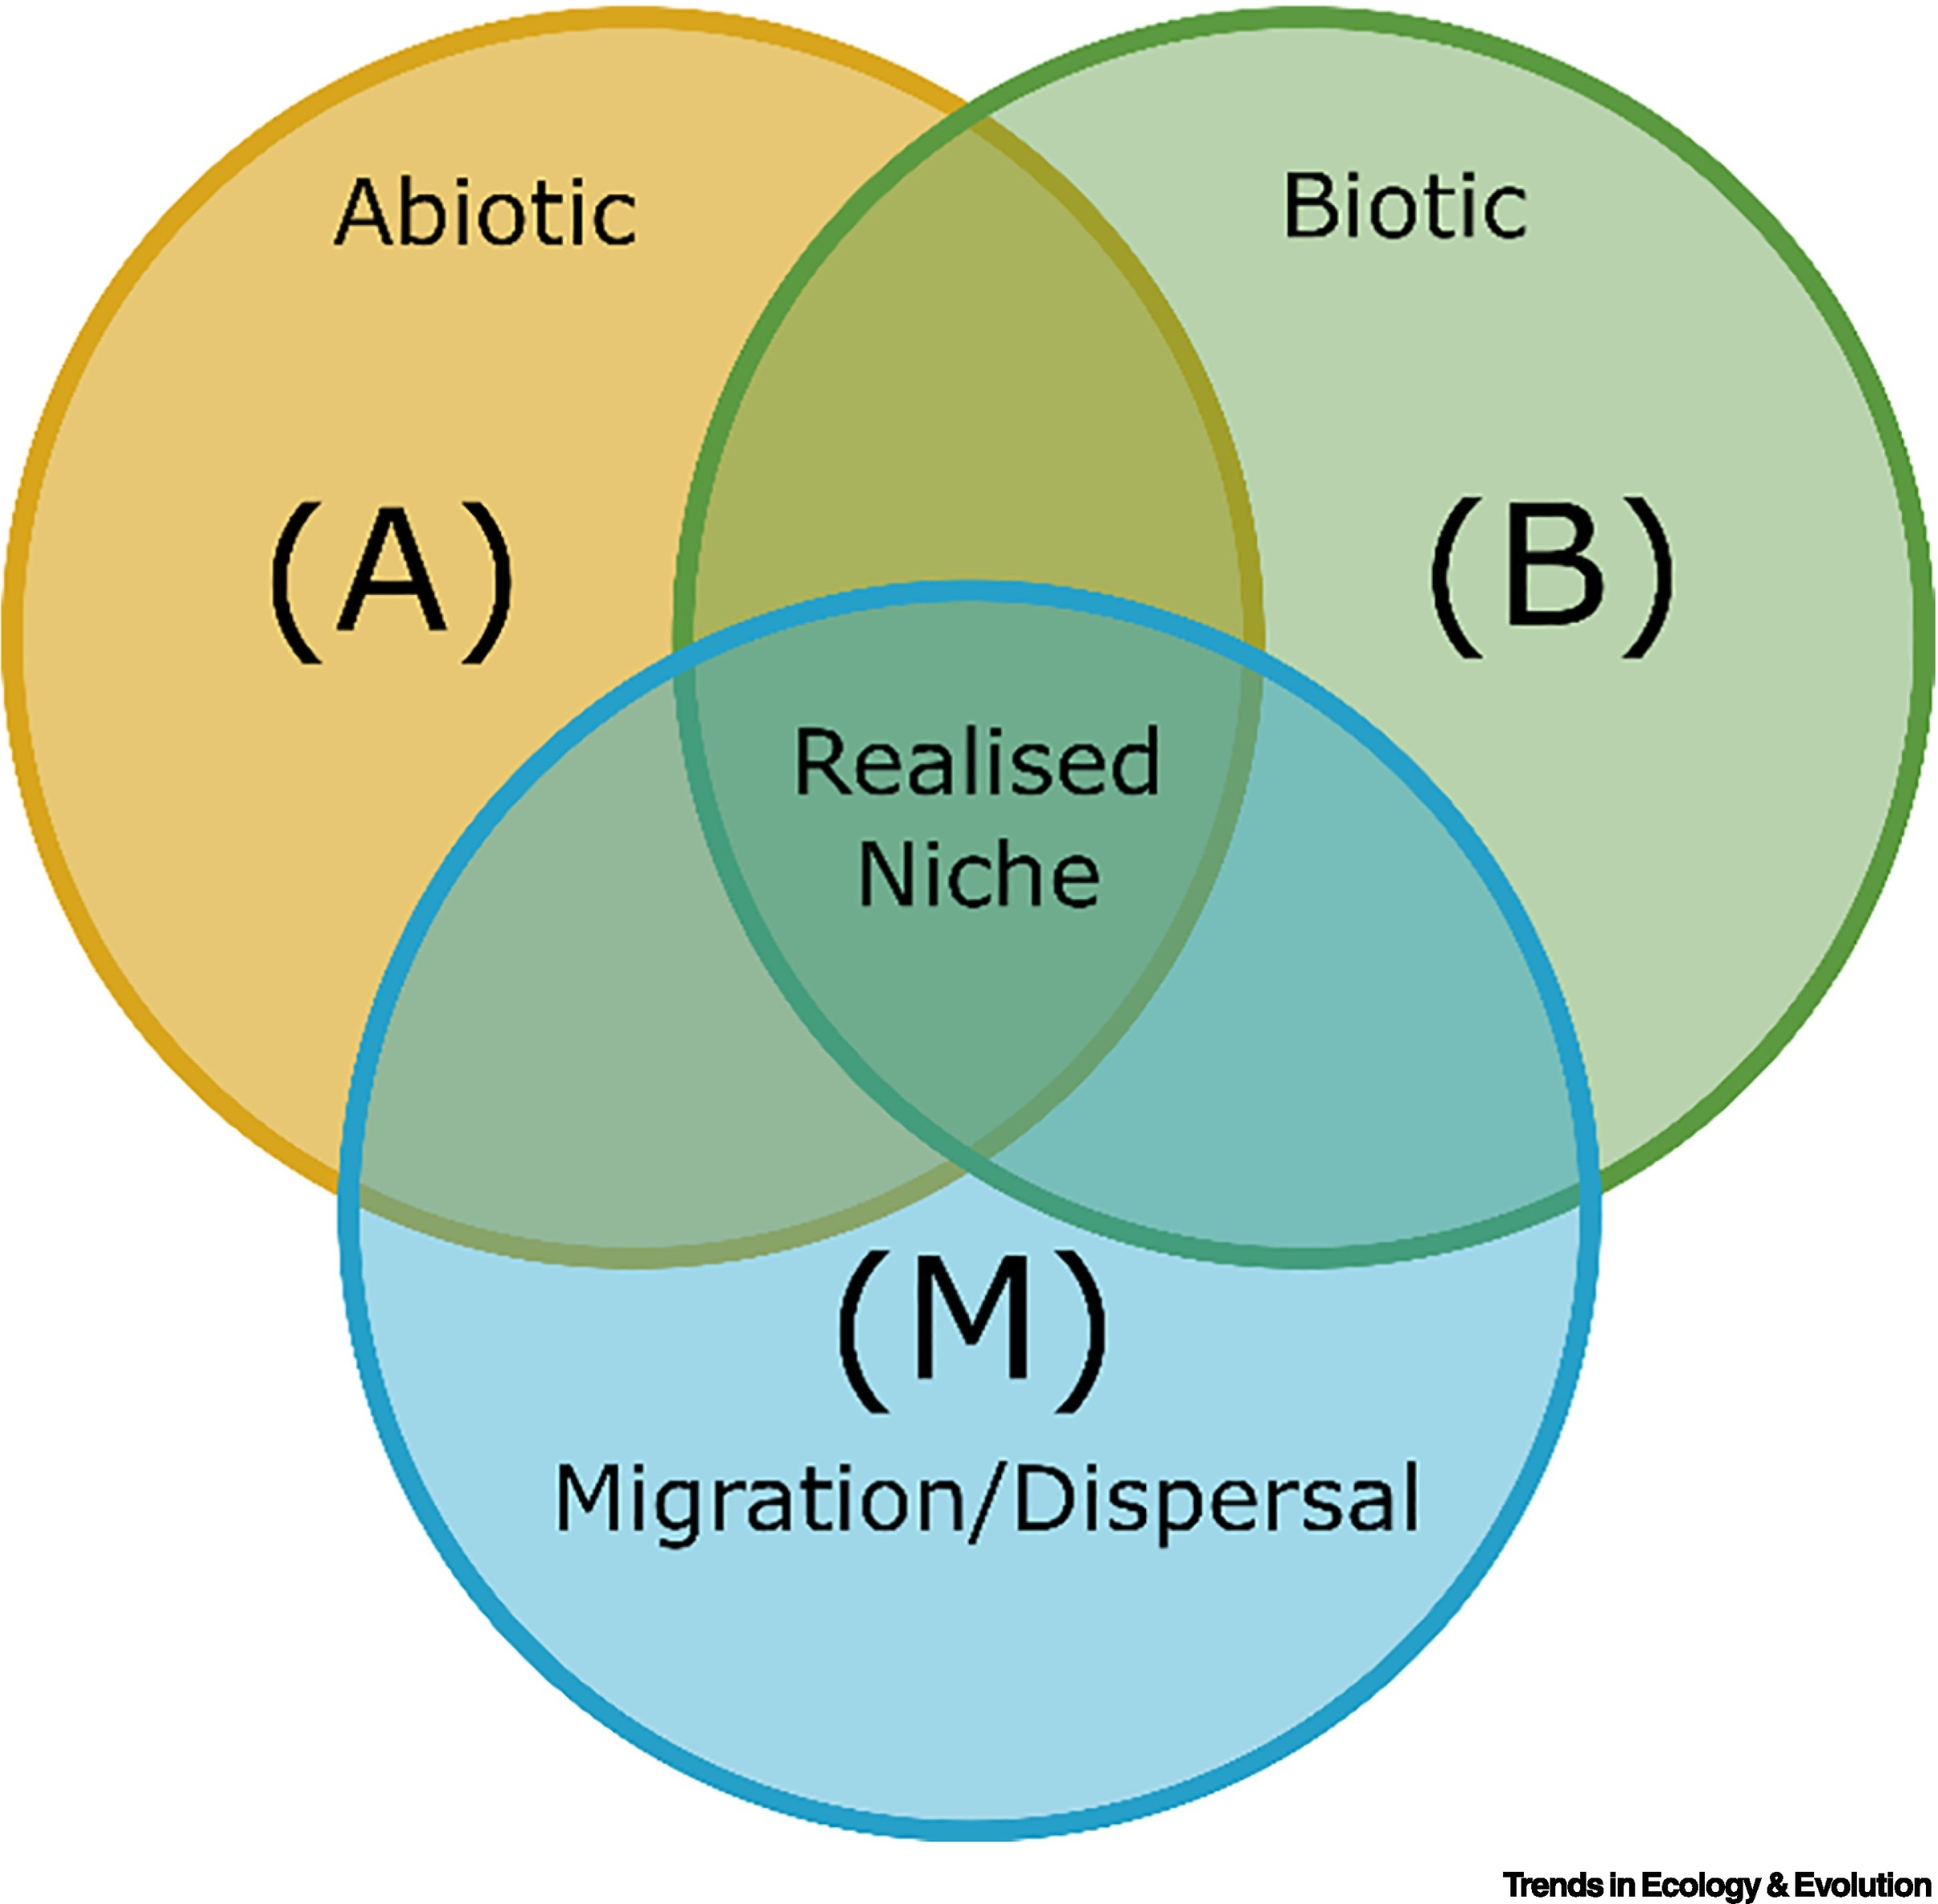 Abiotic
Biotic
(A)
(B)
Realised
Niche
(M)
Migration/Dispersal
Trends in Ecology & Evolution